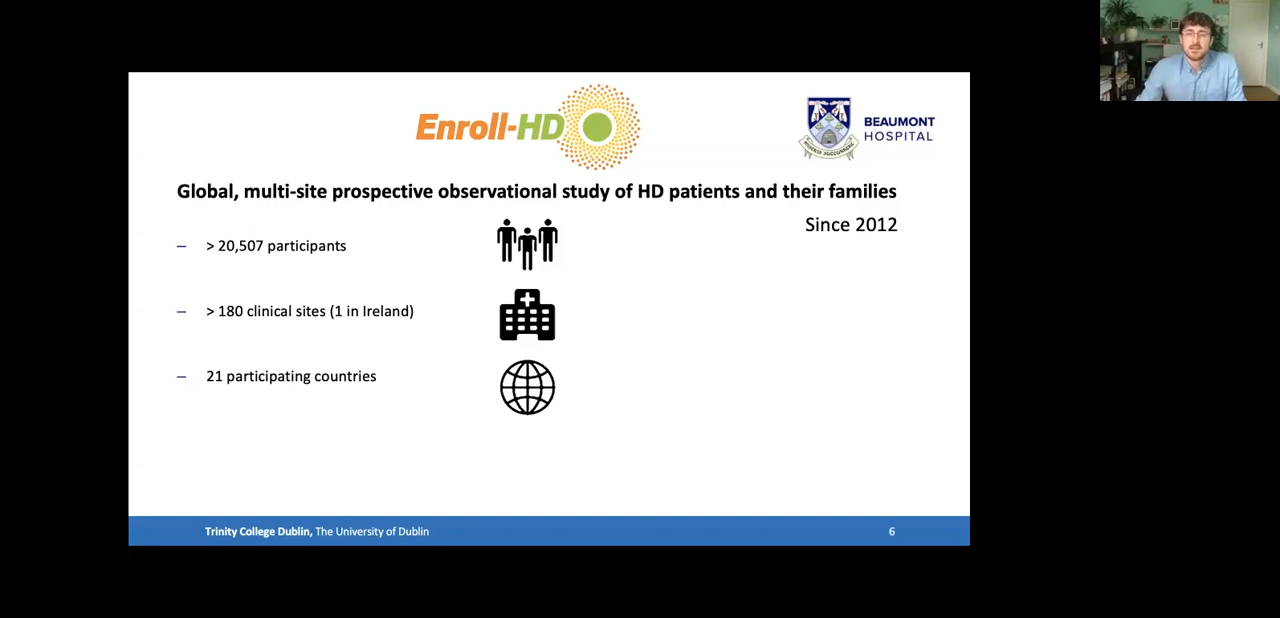 Enroll-HD
BEAUMONT
HOSPITAL
Global, multi-site prospective observational study of HD patients and their families
Since 2012
– > 20,507 participants
– > 180 clinical sites (1 in Ireland)
– 21 participating countries
Trinity College Dublin, The University of Dublin
6